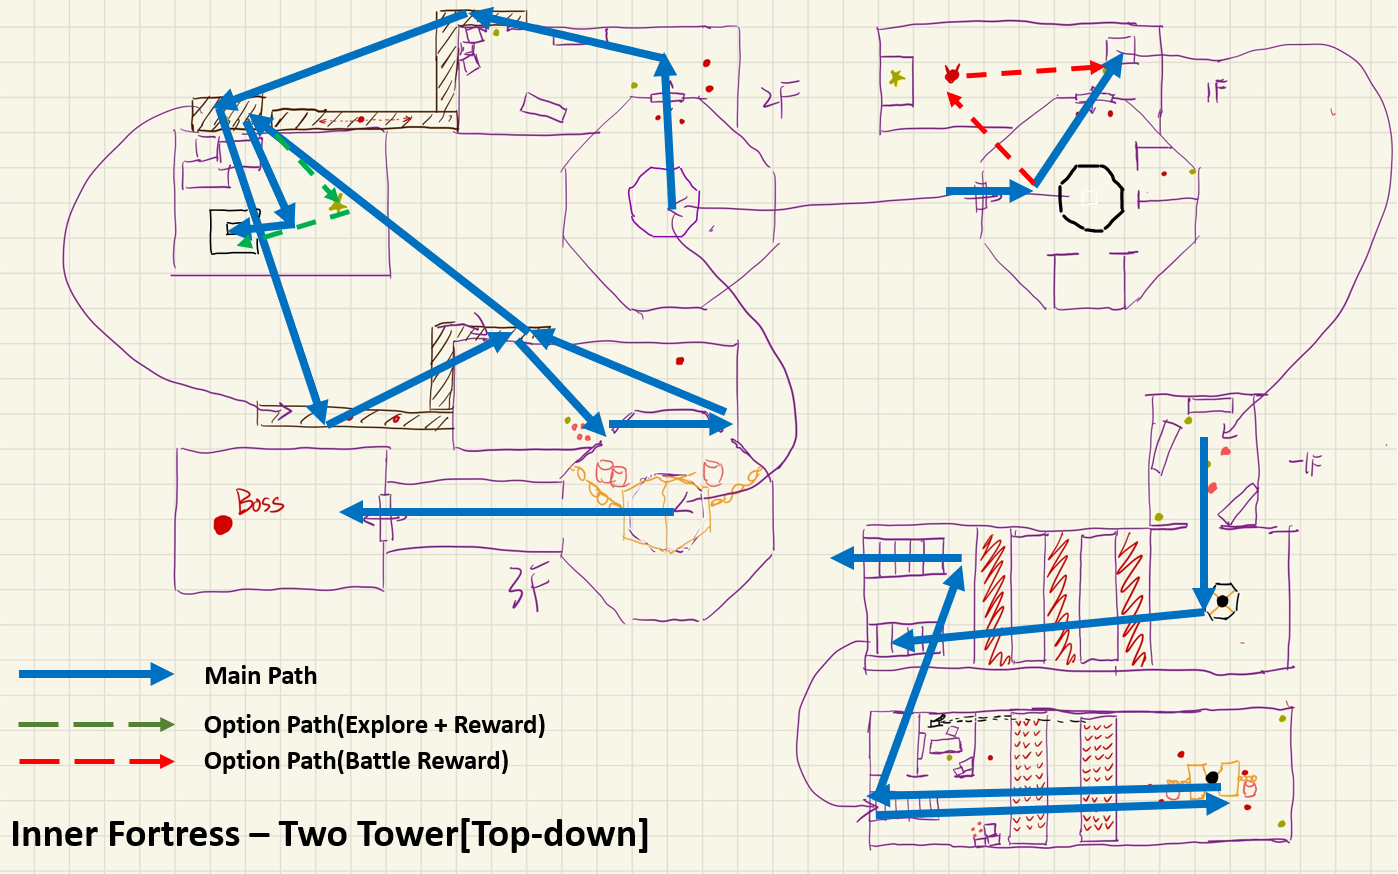 2F
1F
-1F
Boss
3F
Main Path
Option Path(Explore + Reward)
Option Path(Battle Reward)
Inner Fortress – Two Tower[Top-down]